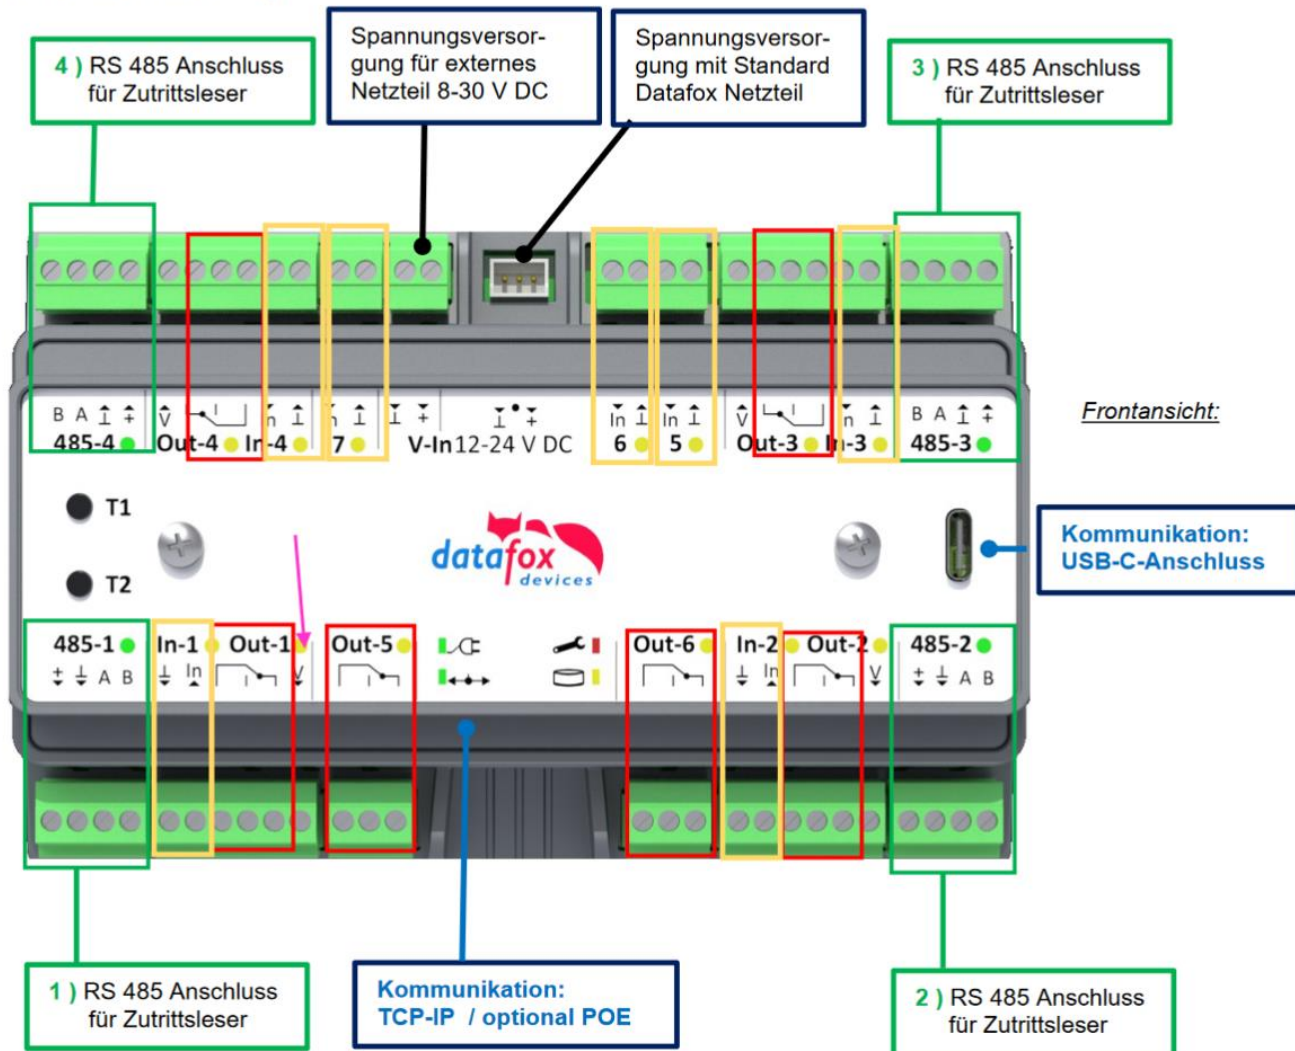 4 ) RS 485 Anschluss
für Zutrittsleser
Spannungsversor-
gung für externes
Netzteil 8-30 V DC
Spannungsversor-
gung mit Standard
Datafox Netzteil
3 ) RS 485 Anschluss
für Zutrittsleser
B A ⊥ + V In ⊥ In ⊥ ⊥ + ⊥ + In ⊥ In ⊥ V In ⊥ B A ⊥ +
485-4 Out-4 In-4 7 V-In 12-24 V DC 6 5 Out-3 In-3 485-3
Frontansicht:
T1
T2
datafox
devices
Kommunikation:
USB-C-Anschluss
485-1 In-1 Out-1 Out-5 Out-6 In-2 Out-2 485-2
+ ⊥ A B ⊥ In V ⊥ In V + ⊥ A B
1 ) RS 485 Anschluss
für Zutrittsleser
Kommunikation:
TCP-IP / optional POE
2 ) RS 485 Anschluss
für Zutrittsleser